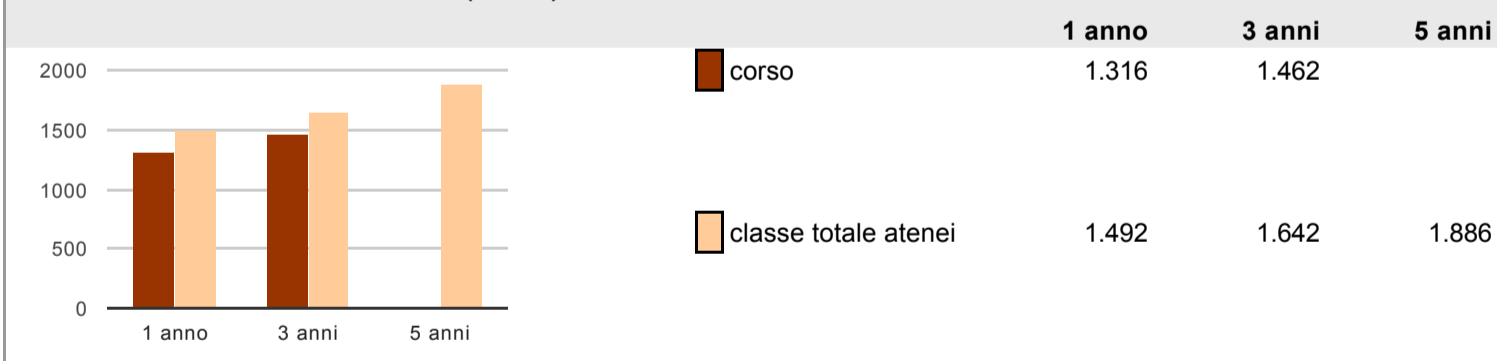 1 anno 3 anni 5 anni
2000
1500
1000
500
0
1 anno 3 anni 5 anni
corso 1.316 1.462
classe totale atenei 1.492 1.642 1.886